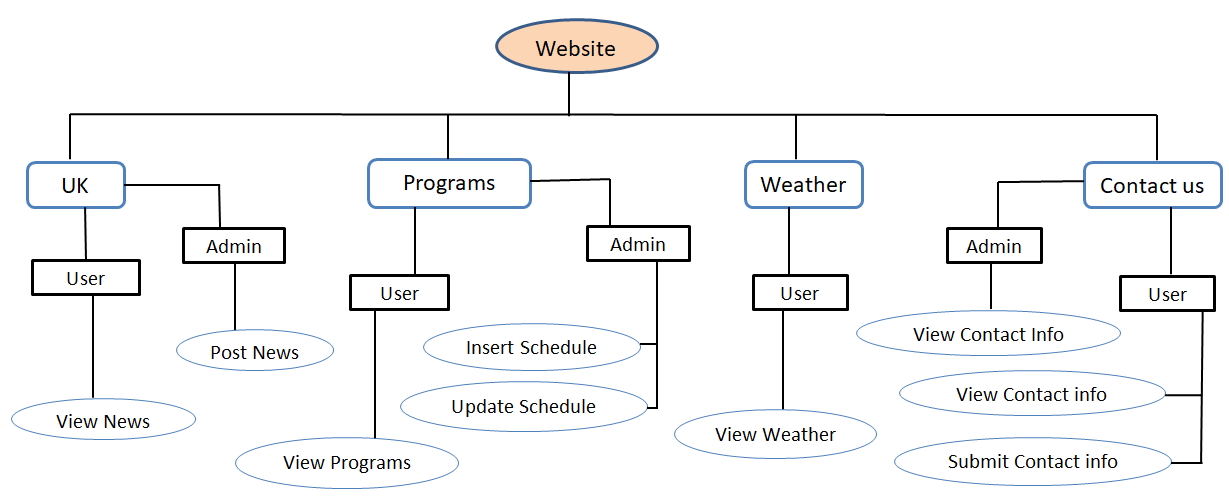 Website
UK
Programs
Weather
Contact us
Admin
Admin
Admin
User
User
User
User
View Contact Info
Insert Schedule
Post News
View Contact info
Update Schedule
View News
View Weather
View Programs
Submit Contact info